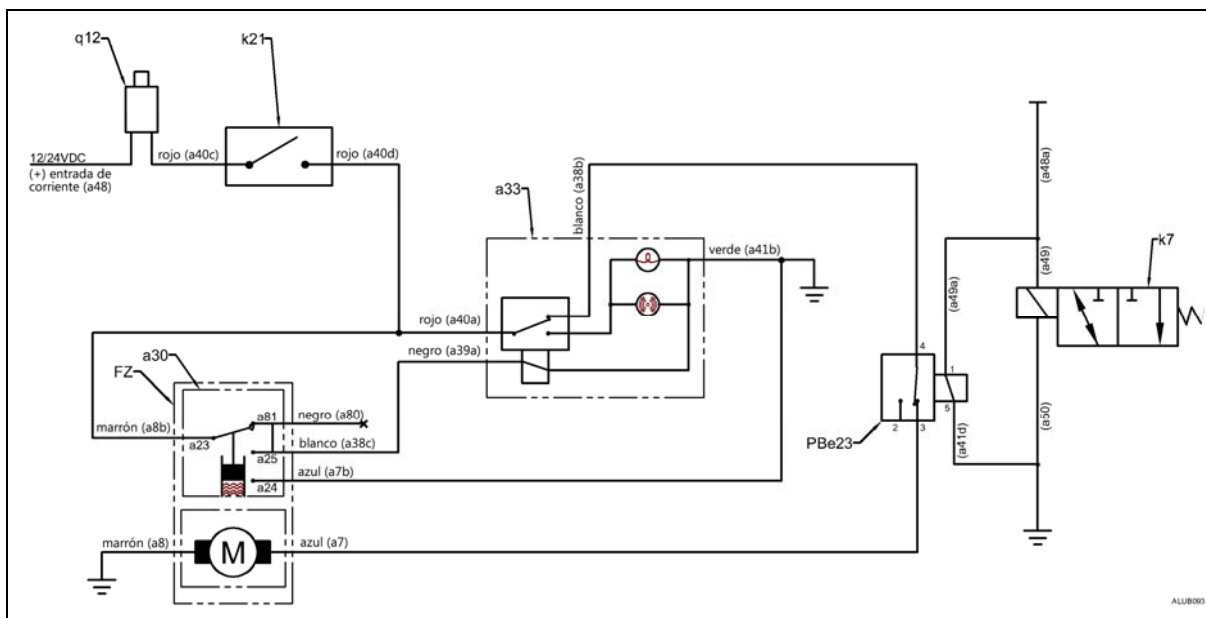 q12
k21
12/24VDC
(+) entrada de
corriente (a48)
rojo (a40c)
rojo (a40d)
a33
blanco (a38b)
verde (a41b)
rojo (a40a)
negro (a39a)
(a48a)
(a49)
(a49a)
k7
a30
FZ
marrón (a8b)
a23
a81
negro (a80)
blanco (a38c)
a25
azul (a7b)
a24
4
1
5
2
3
PBe23
(a41d)
(a50)
marrón (a8)
M
azul (a7)
ALUB093